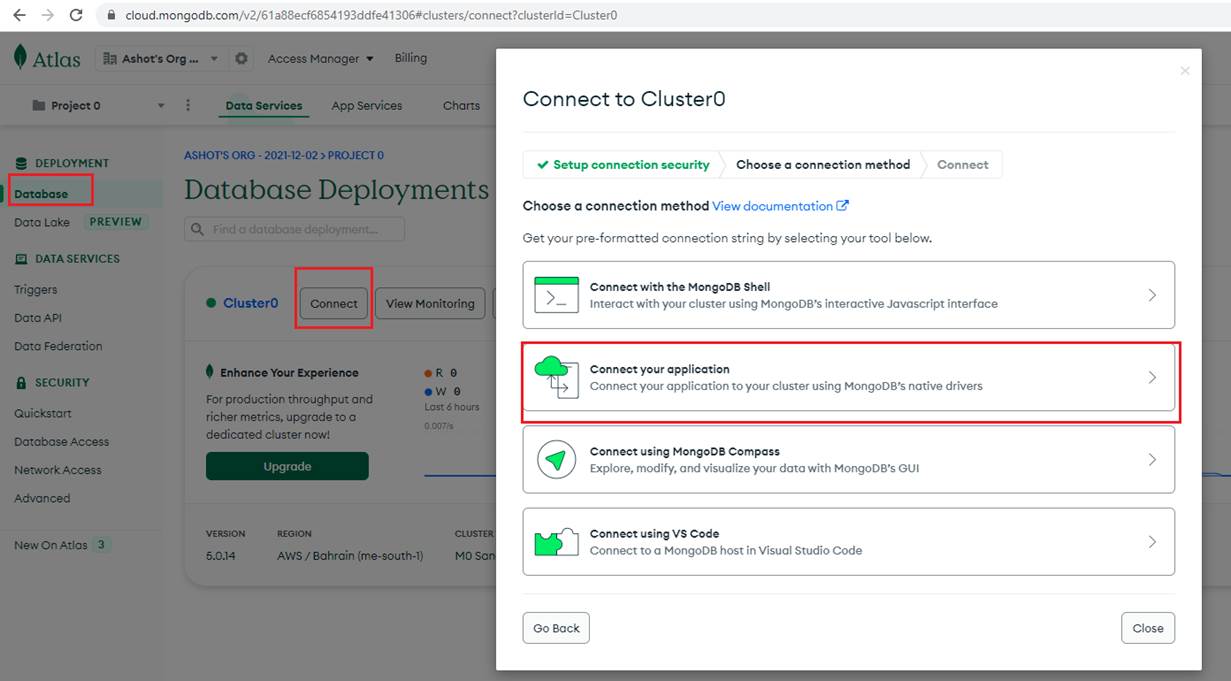 cloud.mongodb.com/v2/61a88ecf6854193ddfe41306#clusters/connect?clusterId=Cluster0
Atlas
Ashot's Org ...
Access Manager
Billing
Project 0
Data Services
App Services
Charts
DEPLOYMENT
Database
Data Lake PREVIEW
DATA SERVICES
Triggers
Data API
Data Federation
SECURITY
Quickstart
Database Access
Network Access
Advanced
New On Atlas 3
ASHOT'S ORG - 2021-12-02 > PROJECT 0
Database Deployments
Find a database deployment...
Cluster0
Connect
View Monitoring
Enhance Your Experience
For production throughput and
richer metrics, upgrade to a
dedicated cluster now!
Upgrade
R 0
W 0
Last 6 hours
0.007/s
VERSION
5.0.14
REGION
AWS / Bahrain (me-south-1)
CLUSTER
M0 San
Connect to Cluster0
Setup connection security
Choose a connection method
Connect
Choose a connection method View documentation
Get your pre-formatted connection string by selecting your tool below.
Connect with the MongoDB Shell
Interact with your cluster using MongoDB's interactive Javascript interface
Connect your application
Connect your application to your cluster using MongoDB's native drivers
Connect using MongoDB Compass
Explore, modify, and visualize your data with MongoDB's GUI
Connect using VS Code
Connect to a MongoDB host in Visual Studio Code
Go Back
Close